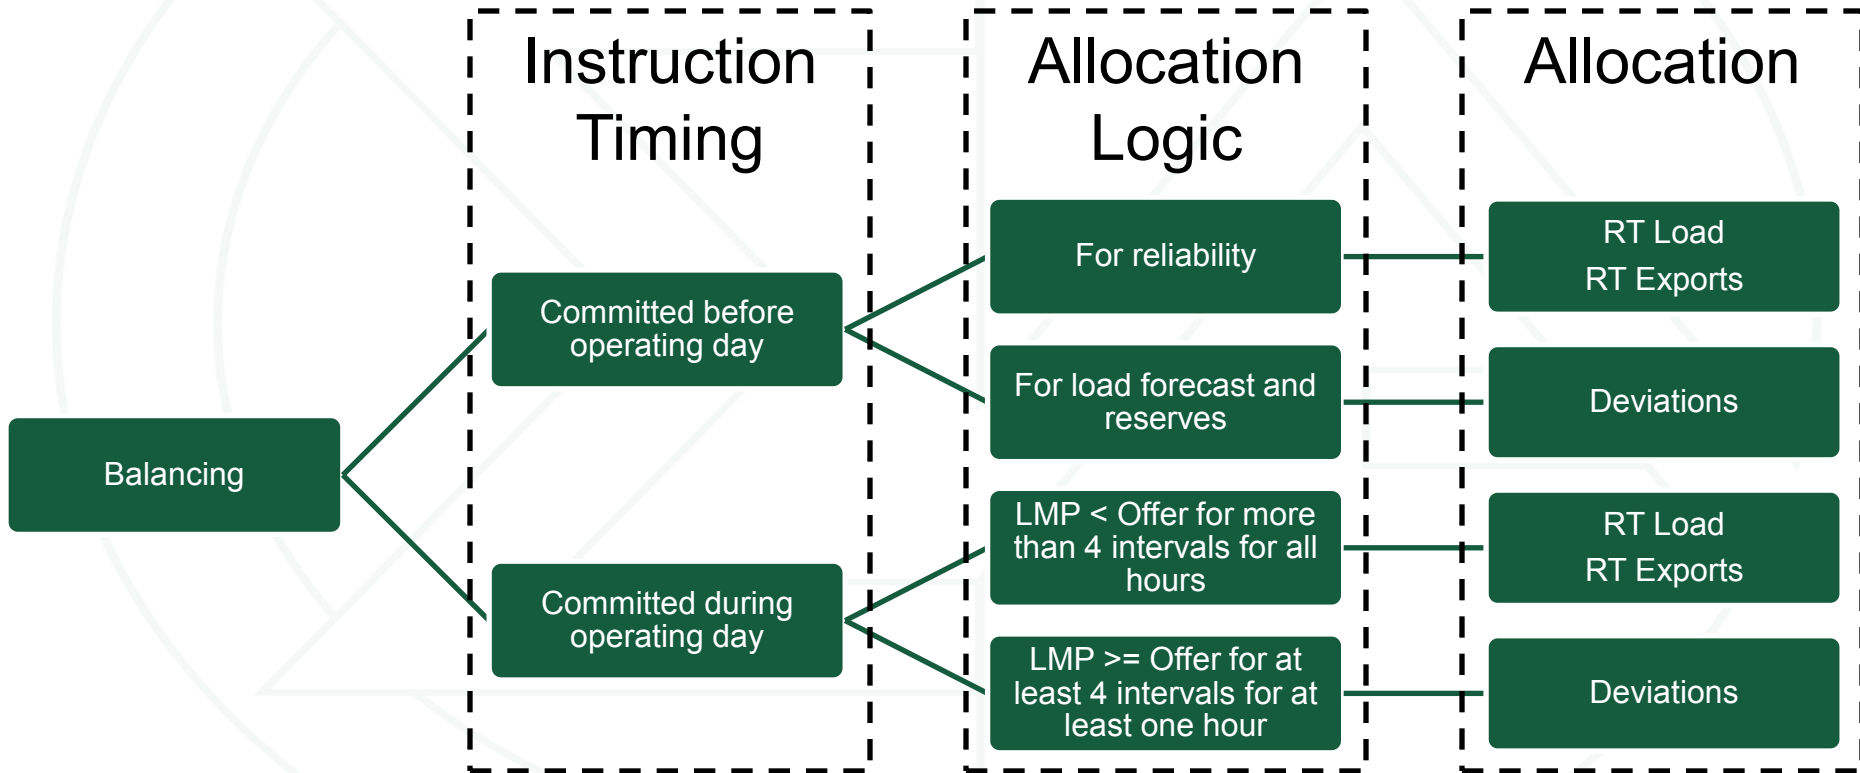 Instruction
Timing
Allocation
Logic
Allocation
Balancing
Committed before
operating day
Committed during
operating day
For reliability
For load forecast and
reserves
LMP < Offer for more
than 4 intervals for all
hours
LMP >= Offer for at
least 4 intervals for at
least one hour
RT Load
RT Exports
Deviations
RT Load
RT Exports
Deviations